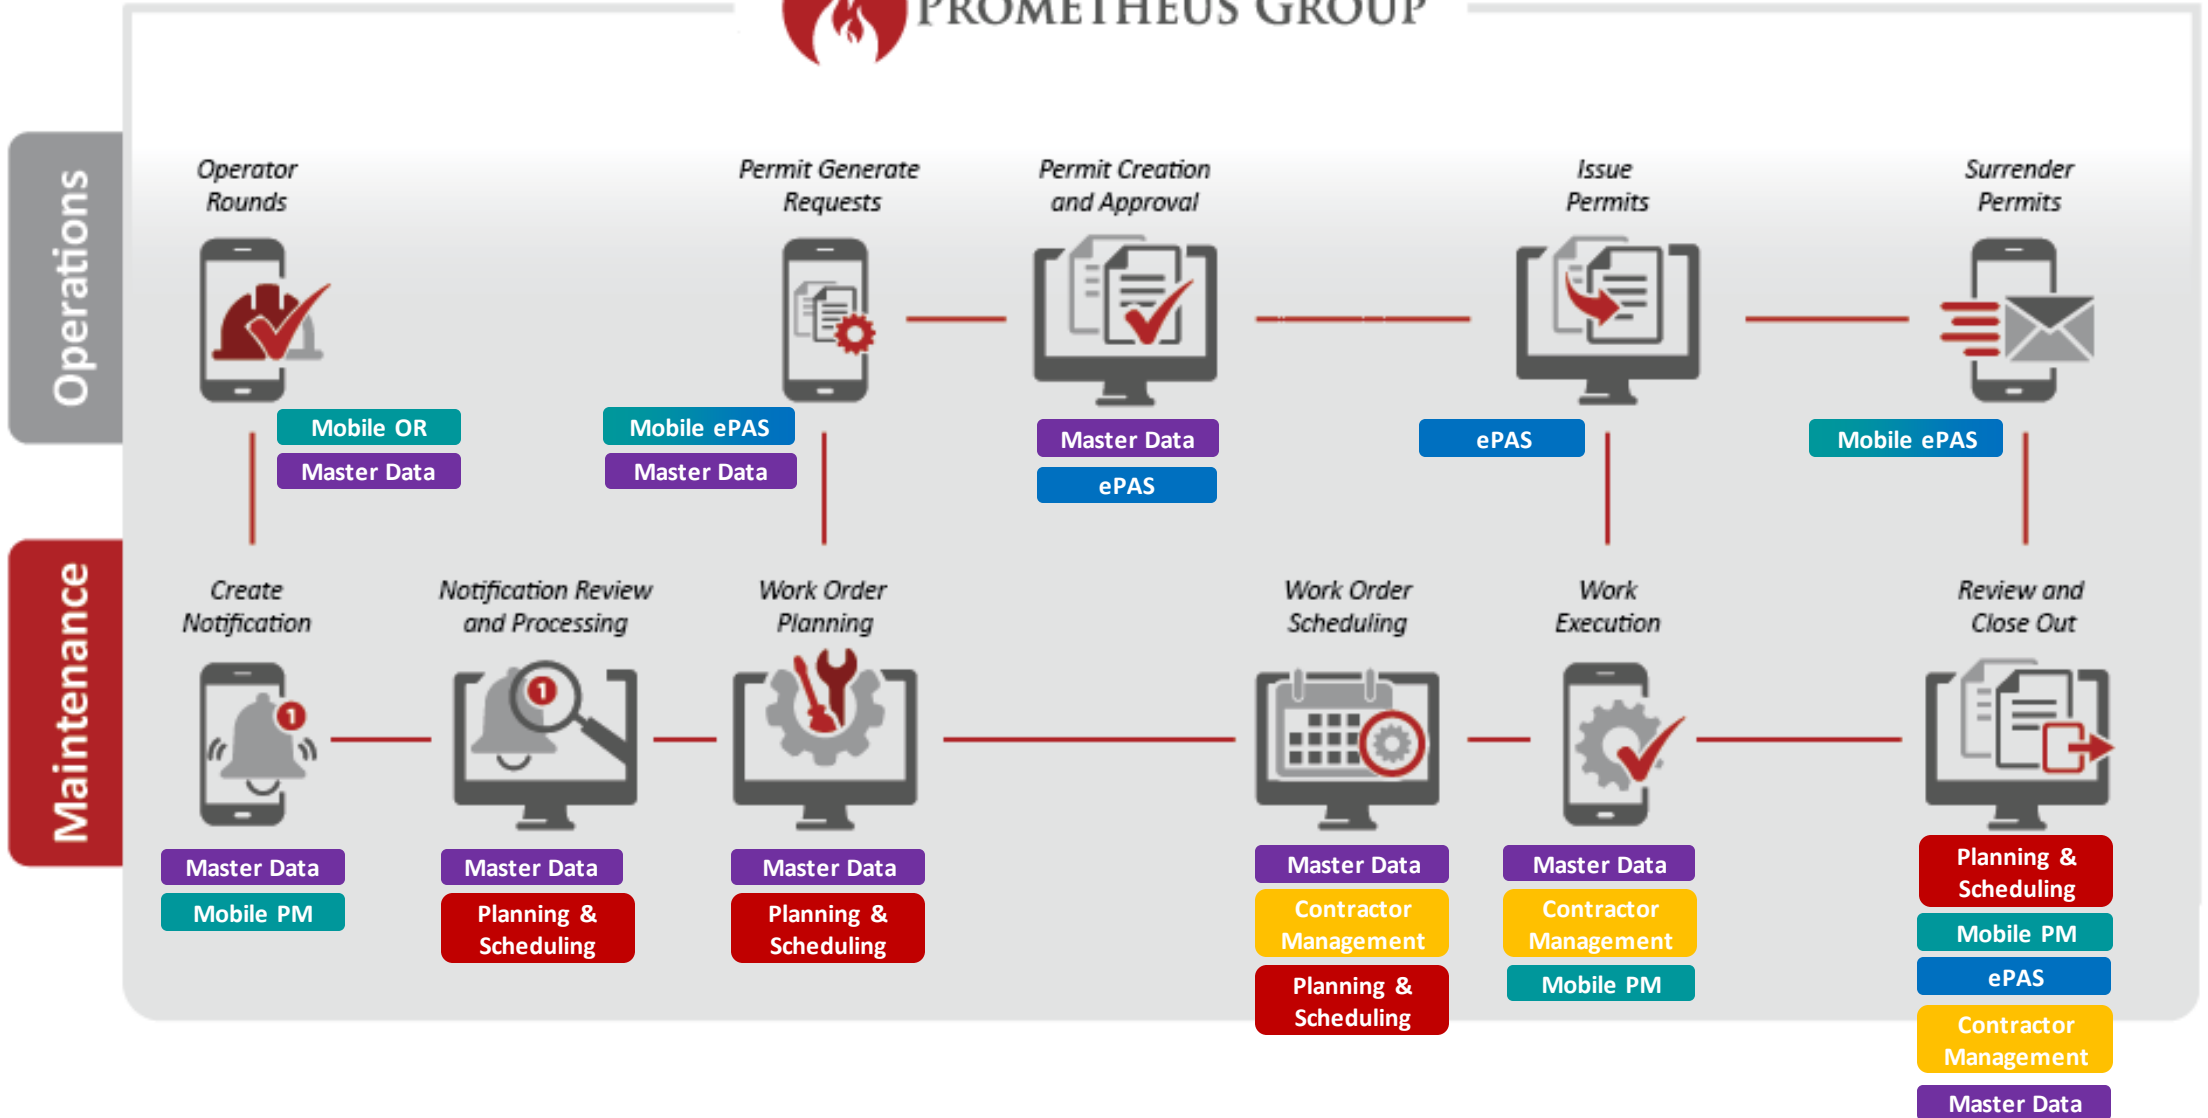 PROMETHEUS GROUP
Operations
Operator
Rounds
Permit Generate
Requests
Permit Creation
and Approval
Issue
Permits
Surrender
Permits
Mobile OR
Master Data
Mobile ePAS
Master Data
Master Data
ePAS
ePAS
Mobile ePAS
Maintenance
Create
Notification
Notification Review
and Processing
Work Order
Planning
Work Order
Scheduling
Work
Execution
Review and
Close Out
1
1
Master Data
Mobile PM
Master Data
Planning &
Scheduling
Master Data
Planning &
Scheduling
Master Data
Contractor
Management
Planning &
Scheduling
Master Data
Contractor
Management
Mobile PM
Planning &
Scheduling
Mobile PM
ePAS
Contractor
Management
Master Data